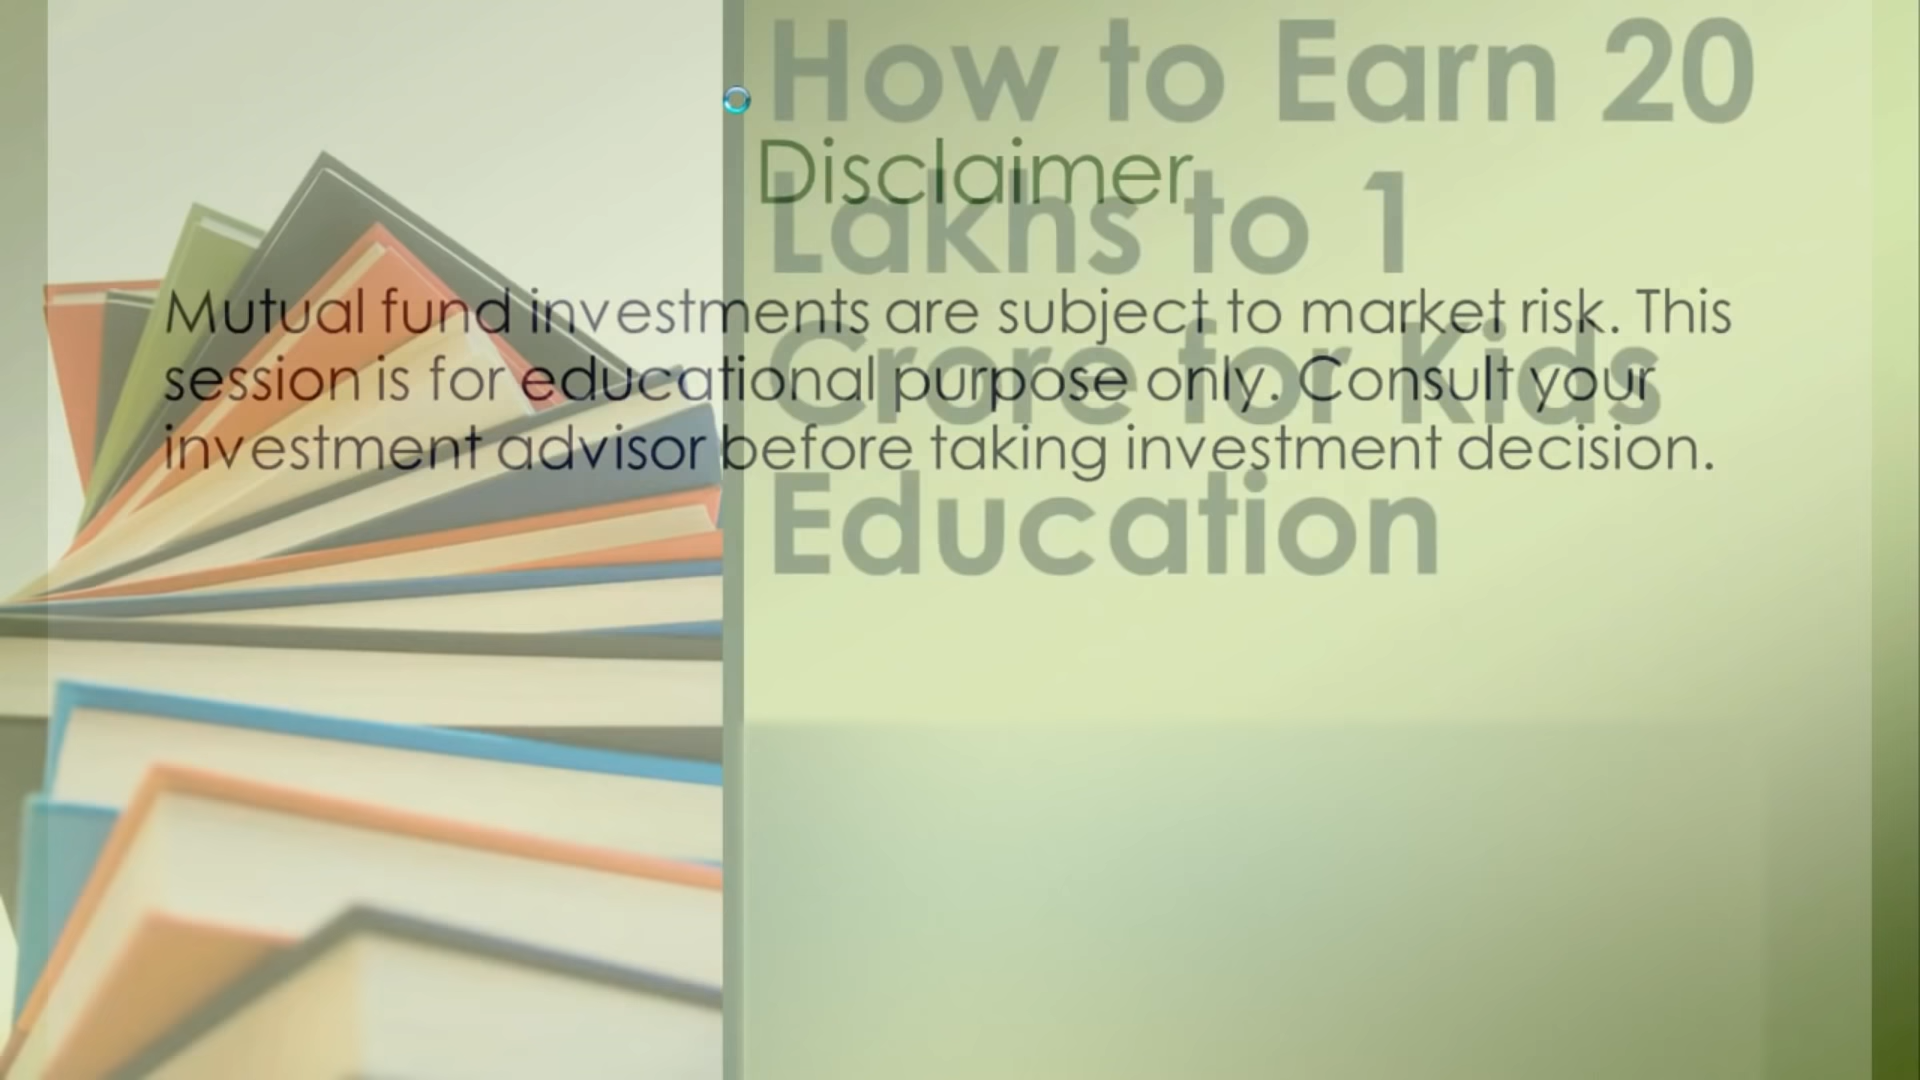 How to Earn 20
Lakhs to 1
Crore for Kids
Education
Disclaimer
Mutual fund investments are subject to market risk. This
session is for educational purpose only. Consult your
investment advisor before taking investment decision.